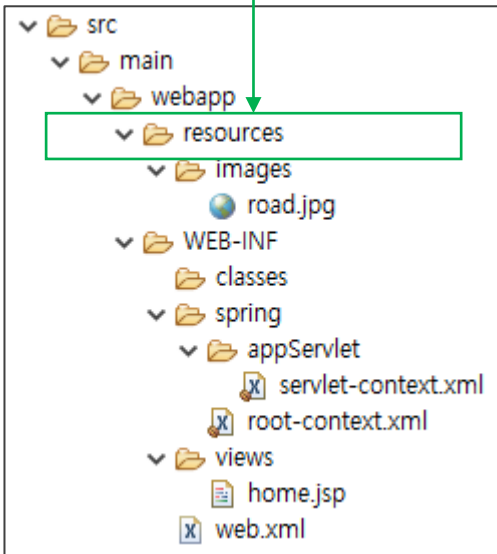 src
main
webapp
resources
images
road.jpg
WEB-INF
classes
spring
appServlet
servlet-context.xml
root-context.xml
views
home.jsp
web.xml